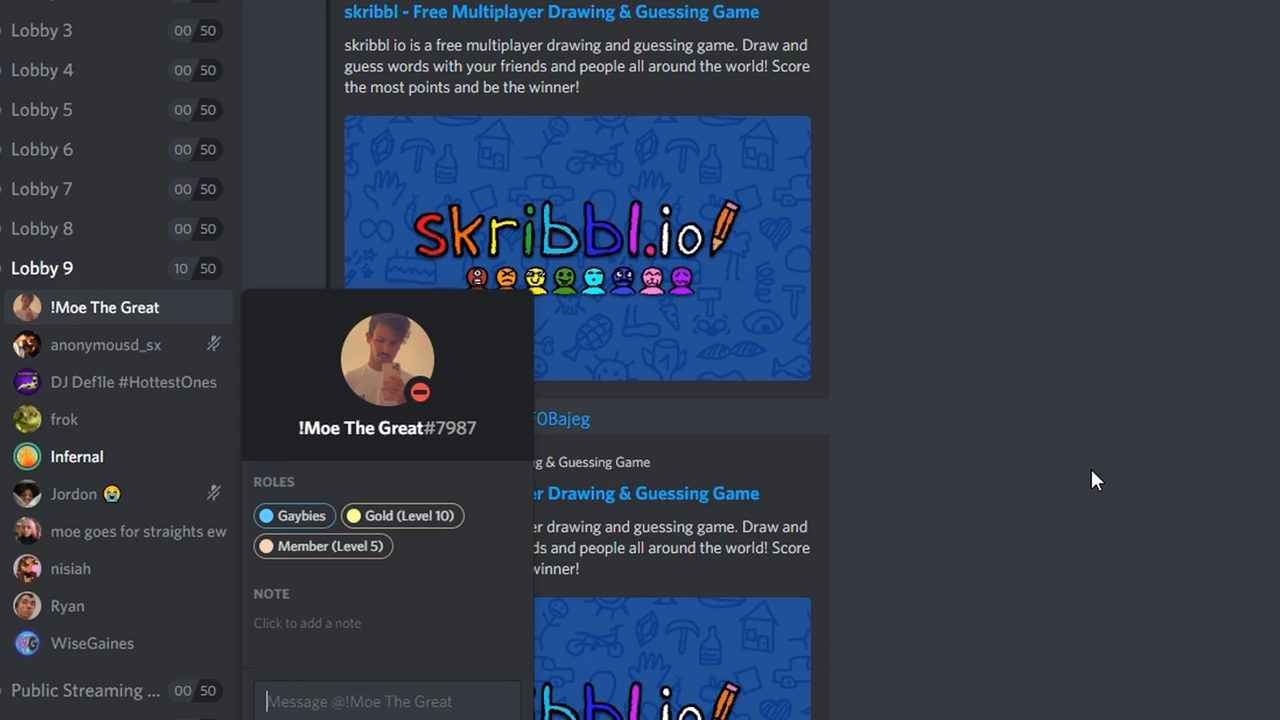 Lobby 3 00 50
Lobby 4 00 50
Lobby 5 00 50
Lobby 6 00 50
Lobby 7 00 50
Lobby 8 00 50
Lobby 9 10 50
!Moe The Great
anonymousd_sx
DJ Def1le #HottestOnes
frok
Infernal
Jordon 😭
moe goes for straights ew
nisiah
Ryan
WiseGaines
Public Streaming ... 00 50
!Moe The Great#7987
ROLES
Gaybies
Gold (Level 10)
Member (Level 5)
NOTE
Click to add a note
Message @!Moe The Great
skribbl - Free Multiplayer Drawing & Guessing Game
skribbl io is a free multiplayer drawing and guessing game. Draw and
guess words with your friends and people all around the world! Score
the most points and be the winner!
skribbl.io
0Bajeg
g & Guessing Game
er Drawing & Guessing Game
er drawing and guessing game. Draw and
ds and people all around the world! Score
winner!
skribbl.io